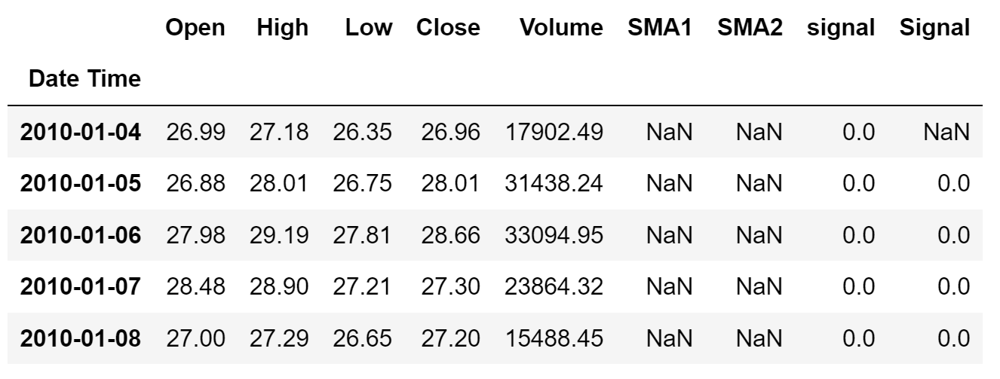 Open High Low Close Volume SMA1 SMA2 signal Signal
Date Time
2010-01-04 26.99 27.18 26.35 26.96 17902.49 NaN NaN 0.0 NaN
2010-01-05 26.88 28.01 26.75 28.01 31438.24 NaN NaN 0.0 0.0
2010-01-06 27.98 29.19 27.81 28.66 33094.95 NaN NaN 0.0 0.0
2010-01-07 28.48 28.90 27.21 27.30 23864.32 NaN NaN 0.0 0.0
2010-01-08 27.00 27.29 26.65 27.20 15488.45 NaN NaN 0.0 0.0